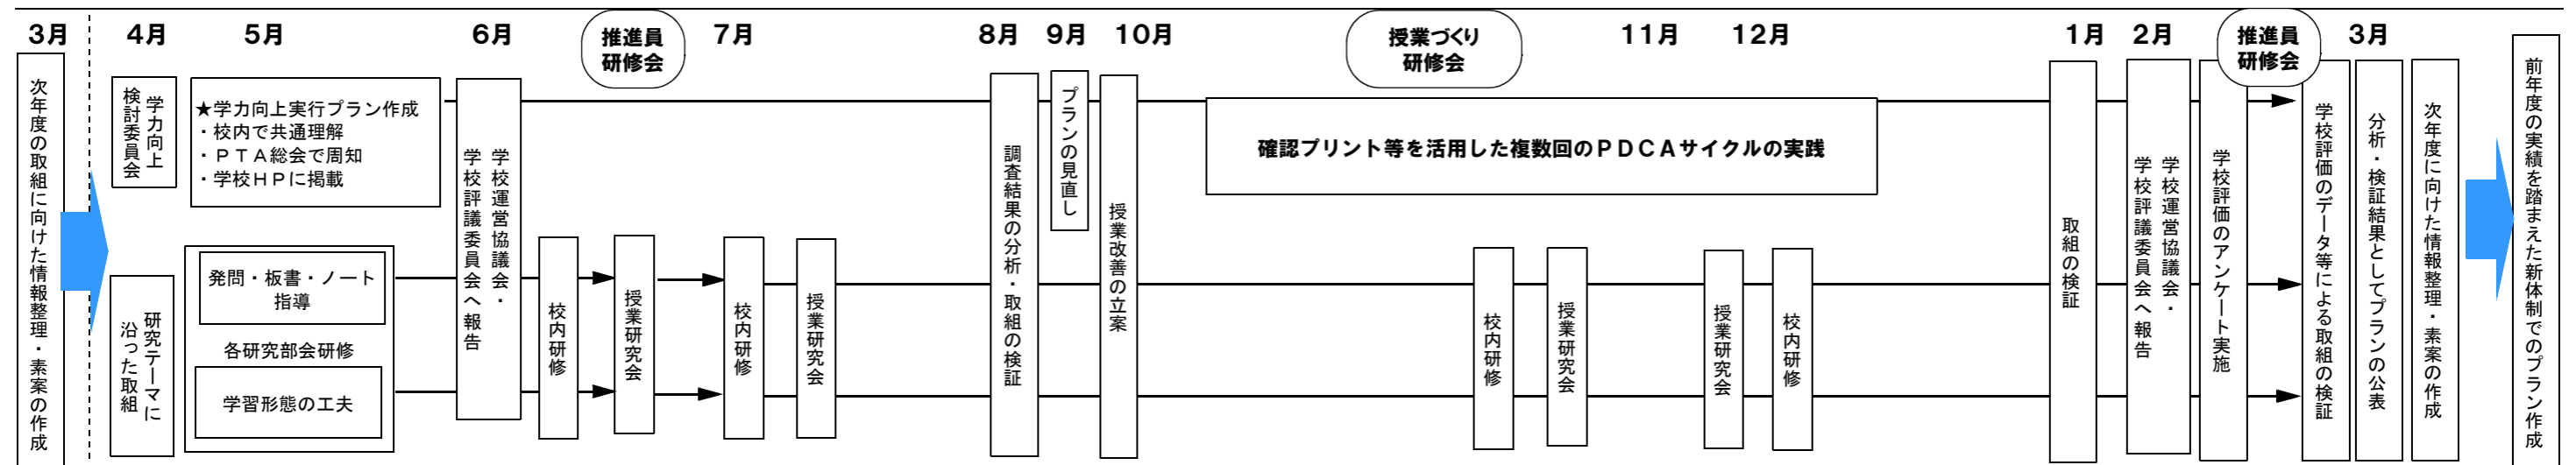 3月
4月
5月
6月
推進員
研修会
7月
8月
9月
10月
授業づくり
研修会
11月
12月
1月
2月
推進員
研修会
3月
次年度の取組に向けた情報整理・素案の作成
学力向上
検討委員会
★学力向上実行プラン作成
・校内で共通理解
・ＰＴＡ総会で周知
・学校ＨＰに掲載
研究テーマに
沿った取組
発問・板書・ノート
指導
各研究部会研修
学習形態の工夫
学校運営協議会・
学校評議委員会へ報告
校内研修
授業研究会
校内研修
授業研究会
調査結果の分析・取組の検証
プランの見直し
授業改善の立案
確認プリント等を活用した複数回のＰＤＣＡサイクルの実践
校内研修
授業研究会
授業研究会
校内研修
取組の検証
学校運営協議会・
学校評議委員会へ報告
学校評価のアンケート実施
学校評価のデータ等による取組の検証
分析・検証結果としてプランの公表
次年度に向けた情報整理・素案の作成
前年度の実績を踏まえた新体制でのプラン作成